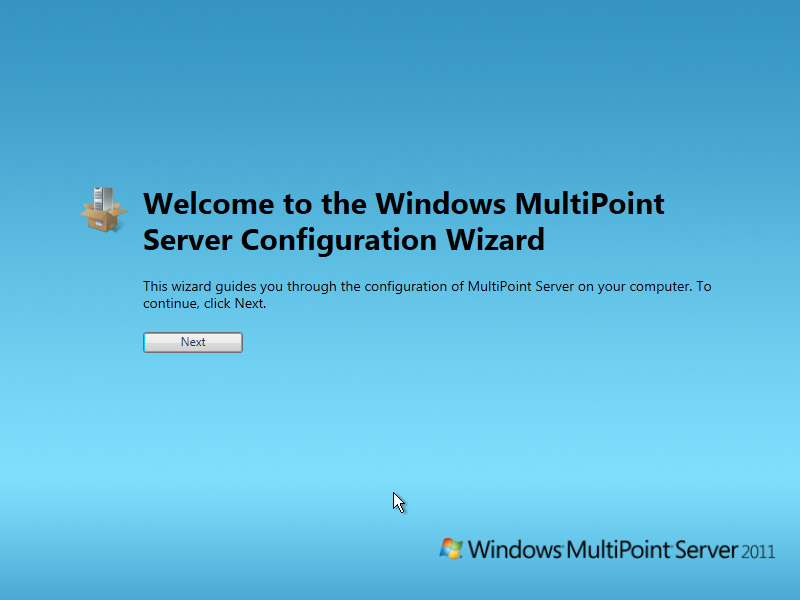 Welcome to the Windows MultiPoint
Server Configuration Wizard
This wizard guides you through the configuration of MultiPoint Server on your computer. To
continue, click Next.
Next
Windows MultiPoint Server 2011